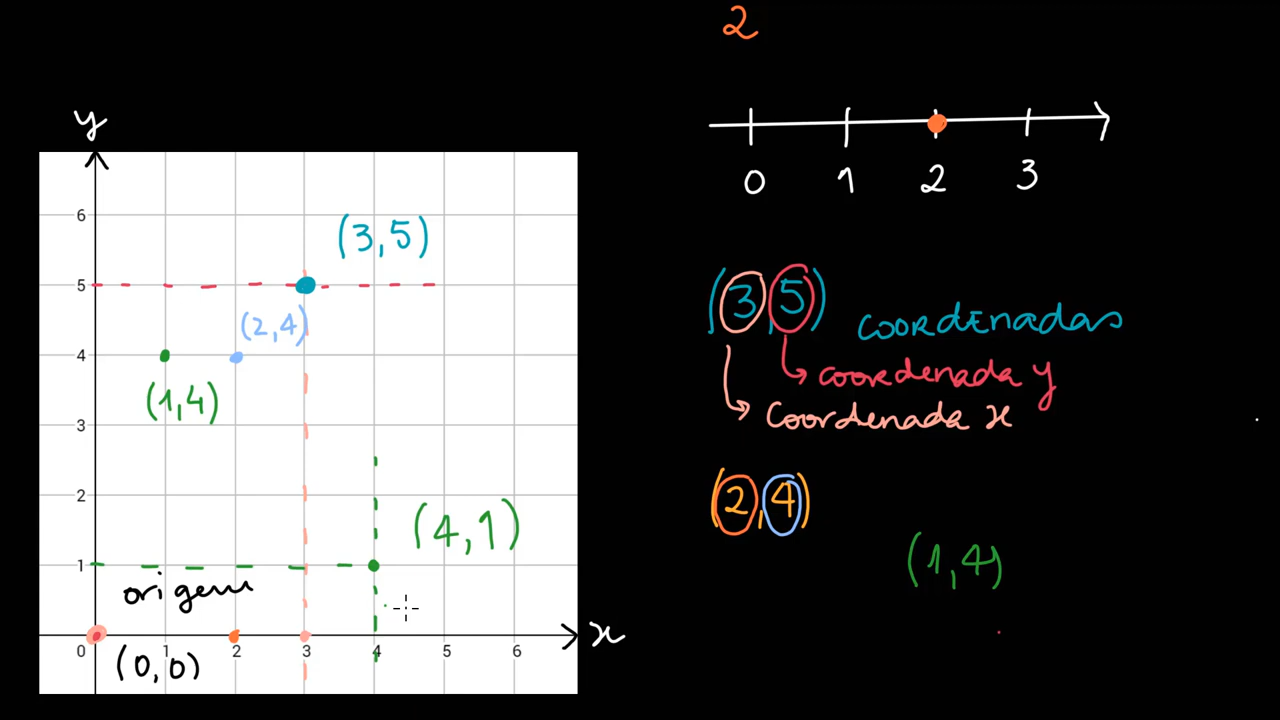 2
0 1 2 3
y
6
5
4
3
2
1
0 1 2 3 4 5 6
x
(3,5)
(2,4)
(1,4)
(4,1)
origem
(0,0)
(3,5) coordenadas
coordenada y
coordenada x
(2,4)
(1,4)